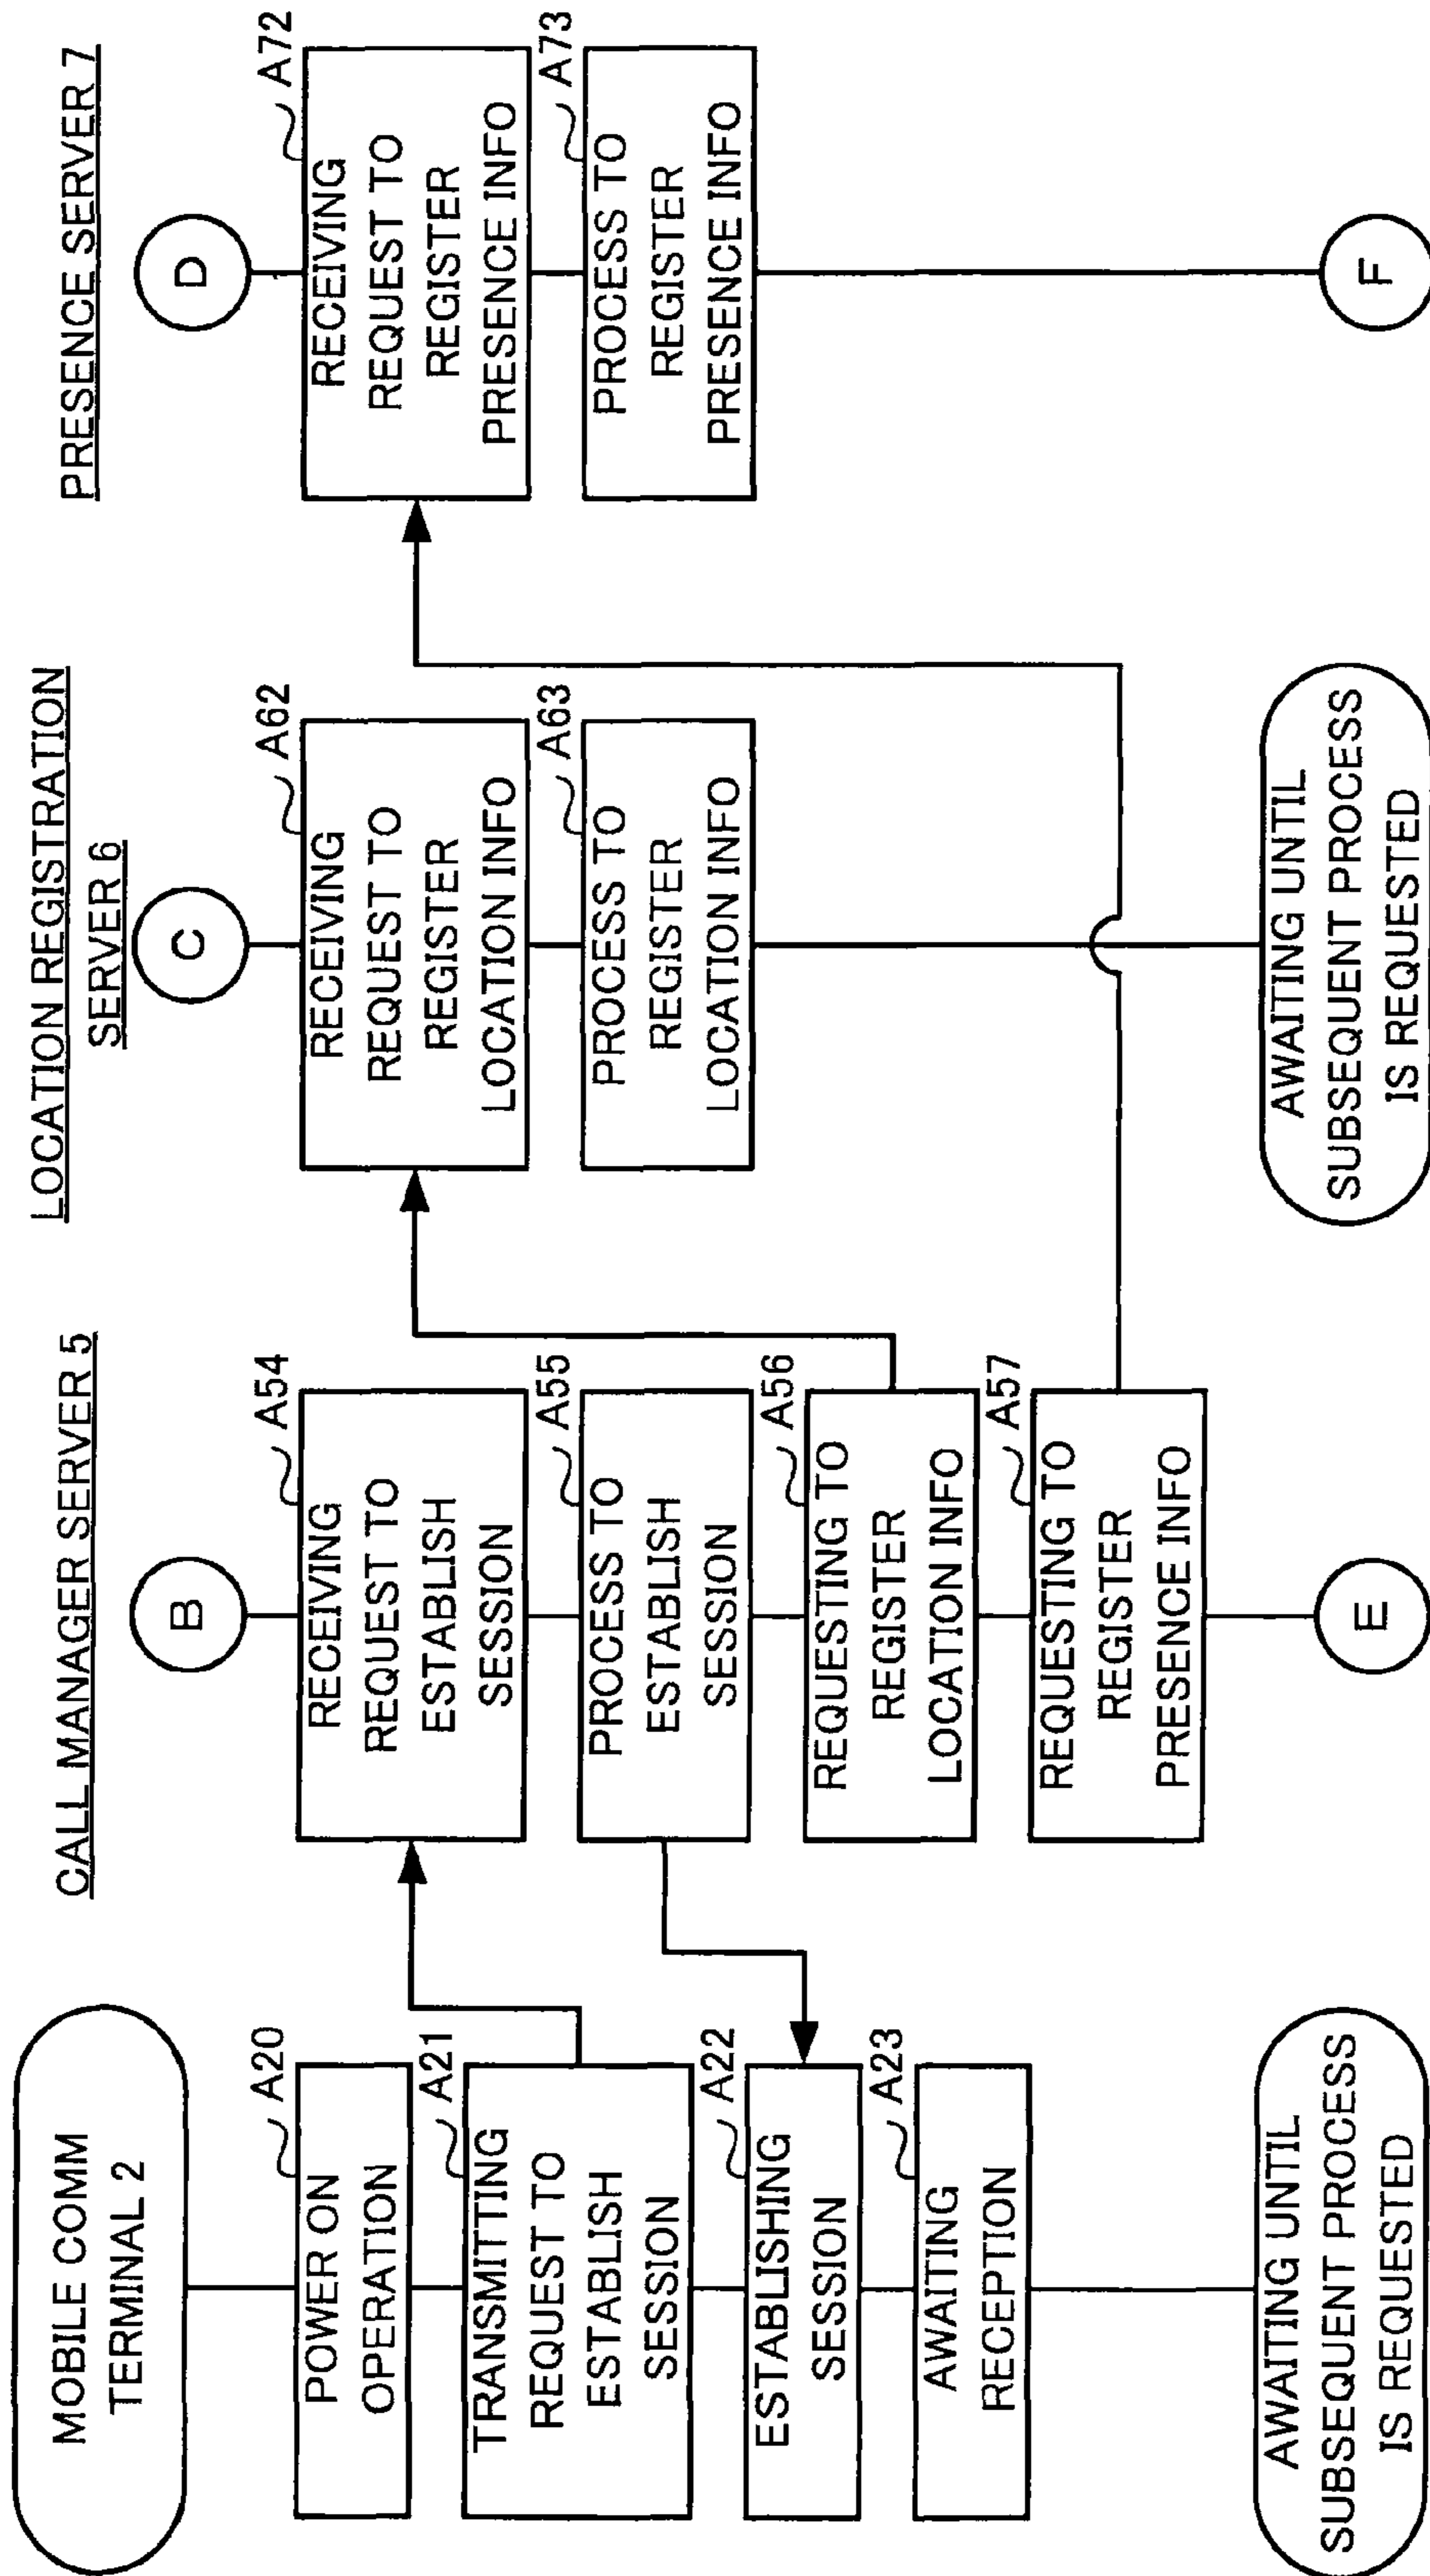 MOBILE COMM
TERMINAL 2
A20
POWER ON
OPERATION
A21
TRANSMITTING
REQUEST TO
ESTABLISH
SESSION
A22
ESTABLISHING
SESSION
A23
AWAITING
RECEPTION
AWAITING UNTIL
SUBSEQUENT PROCESS
IS REQUESTED
CALL MANAGER SERVER 5
B
A54
RECEIVING
REQUEST TO
ESTABLISH
SESSION
A55
PROCESS TO
ESTABLISH
SESSION
A56
REQUESTING TO
REGISTER
LOCATION INFO
A57
REQUESTING TO
REGISTER
PRESENCE INFO
E
LOCATION REGISTRATION
SERVER 6
C
A62
RECEIVING
REQUEST TO
REGISTER
LOCATION INFO
A63
PROCESS TO
REGISTER
LOCATION INFO
AWAITING UNTIL
SUBSEQUENT PROCESS
IS REQUESTED
PRESENCE SERVER 7
D
A72
RECEIVING
REQUEST TO
REGISTER
PRESENCE INFO
A73
PROCESS TO
REGISTER
PRESENCE INFO
F